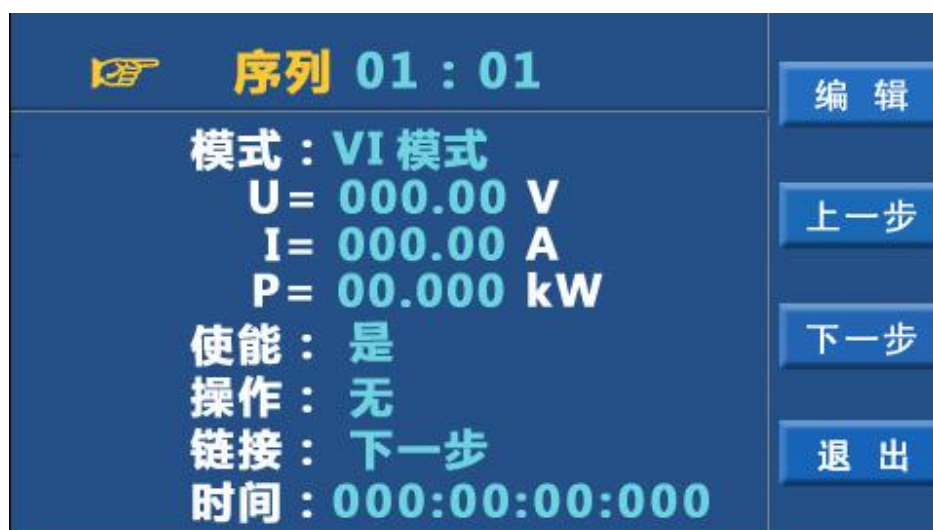 序列 01 : 01
模式：VI 模式
U= 000.00 V
I= 000.00 A
P= 00.000 kW
使能： 是
操作： 无
链接： 下一步
时间：000:00:00:000
编 辑
上一步
下一步
退 出